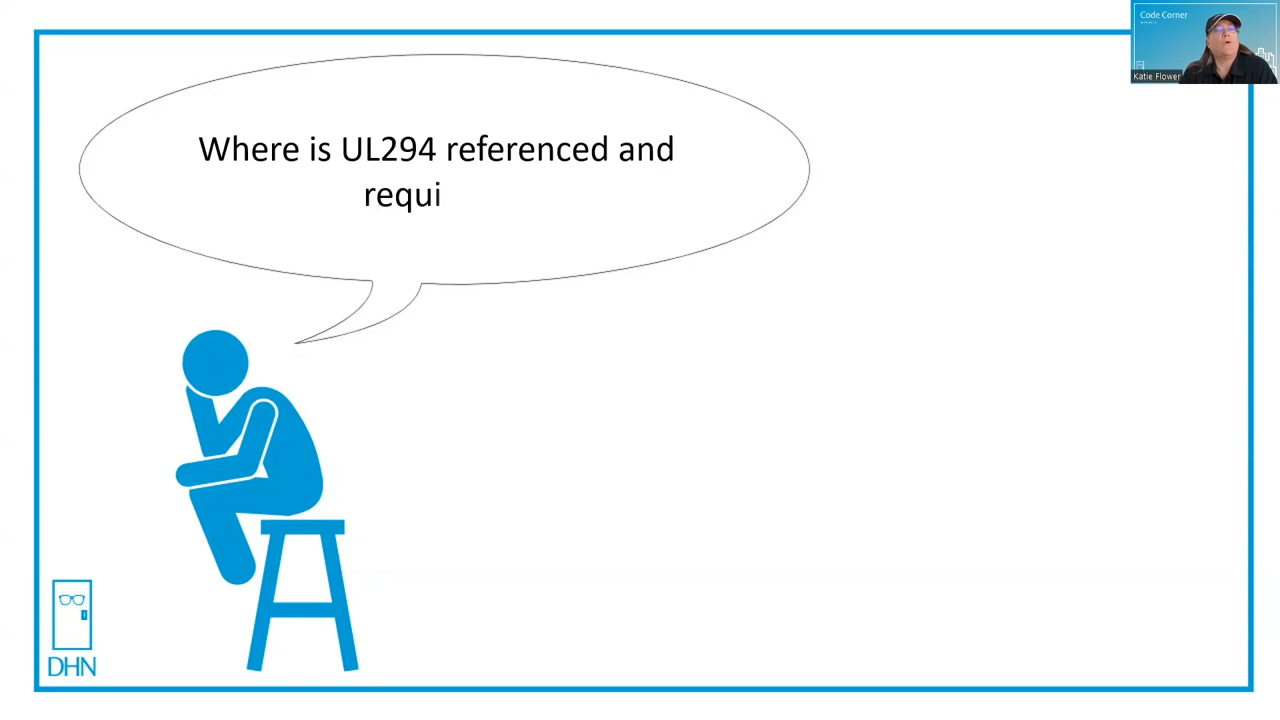 Code Corner
Katie Flower
Where is UL294 referenced and
requi
DHN